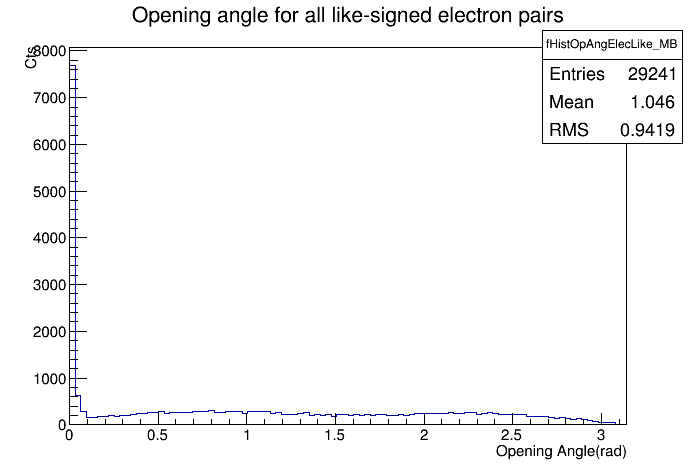 Opening angle for all like-signed electron pairs
fHistOpAngElecLike_MB
Entries 29241
Mean 1.046
RMS 0.9419
Cts
8000
7000
6000
5000
4000
3000
2000
1000
0
0 0.5 1 1.5 2 2.5 3
Opening Angle(rad)